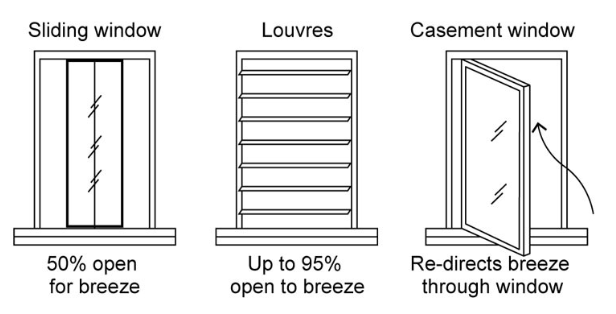 Sliding window
Louvres
Casement window
50% open
for breeze
Up to 95%
open to breeze
Re-directs breeze
through window